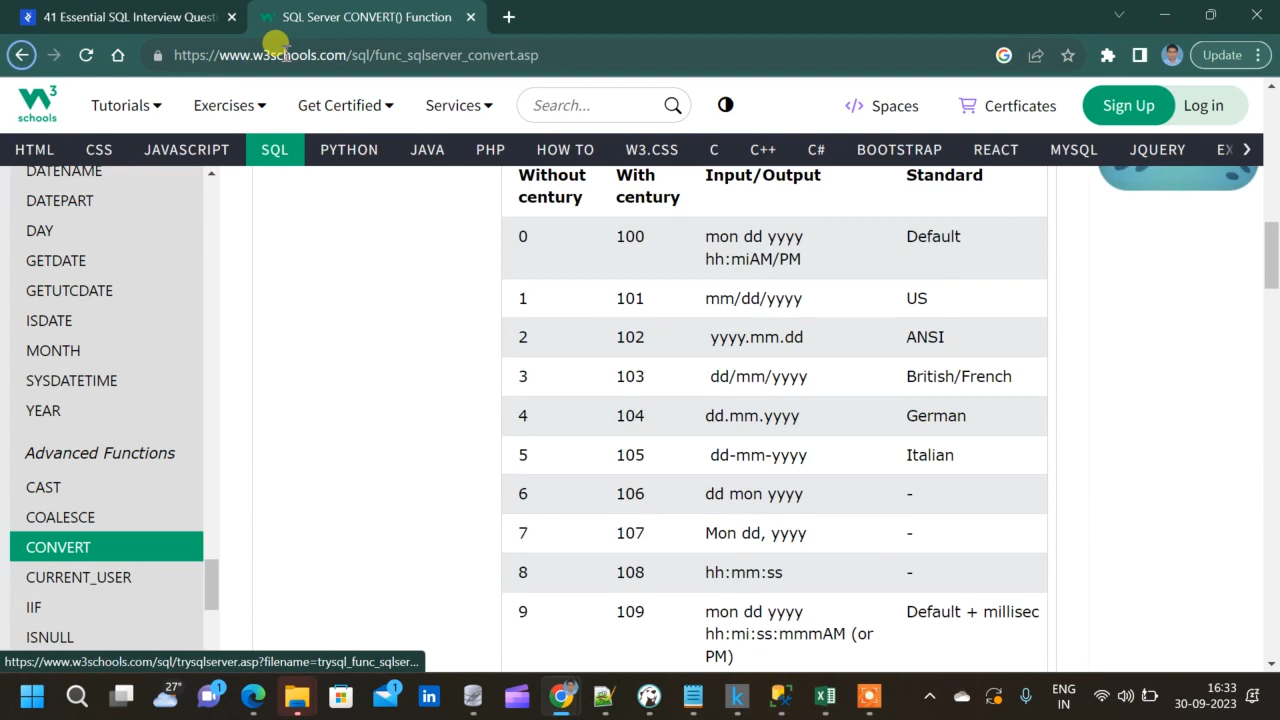 41 Essential SQL Interview Questi
SQL Server CONVERT() Function
https://www.w3schools.com/sql/func_sqlserver_convert.asp
Update
W3
schools
Tutorials
Exercises
Get Certified
Services
Search...
</> Spaces
Certficates
Sign Up
Log in
HTML
CSS
JAVASCRIPT
SQL
PYTHON
JAVA
PHP
HOW TO
W3.CSS
C
C++
C#
BOOTSTRAP
REACT
MYSQL
JQUERY
EX
DATENAME
DATEPART
DAY
GETDATE
GETUTCDATE
ISDATE
MONTH
SYSDATETIME
YEAR
Advanced Functions
CAST
COALESCE
CONVERT
CURRENT_USER
IIF
ISNULL
Without century With century Input/Output Standard
0 100 mon dd yyyy hh:miAM/PM Default
1 101 mm/dd/yyyy US
2 102 yyyy.mm.dd ANSI
3 103 dd/mm/yyyy British/French
4 104 dd.mm.yyyy German
5 105 dd-mm-yyyy Italian
6 106 dd mon yyyy -
7 107 Mon dd, yyyy -
8 108 hh:mm:ss -
9 109 mon dd yyyy hh:mi:ss:mmmAM (or PM) Default + millisec
https://www.w3schools.com/sql/trysqlserver.asp?filename=trysql_func_sqlser...
27°
1
1
ENG
IN
16:33
30-09-2023